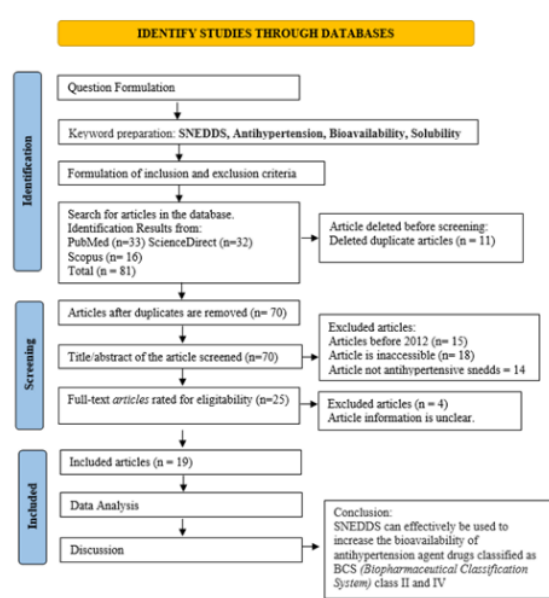 IDENTIFY STUDIES THROUGH DATABASES
Identification
Question Formulation
Keyword preparation: SNEDDS, Antihypertension, Bioavailability, Solubility
Formulation of inclusion and exclusion criteria
Search for articles in the database.
Identification Results from:
PubMed (n=33) ScienceDirect (n=32)
Scopus (n= 16)
Total (n = 81)
Article deleted before screening:
Deleted duplicate articles (n = 11)
Screening
Articles after duplicates are removed (n= 70)
Title/abstract of the article screened (n=70)
Excluded articles:
Articles before 2012 (n= 15)
Article is inaccessible (n= 18)
Article not antihypertensive snedds = 14
Full-text articles rated for eligitability (n=25)
Excluded articles (n = 4)
Article information is unclear.
Included
Included articles (n = 19)
Data Analysis
Discussion
Conclusion:
SNEDDS can effectively be used to
increase the bioavailability of
antihypertension agent drugs classified as
BCS (Biopharmaceutical Classification
System) class II and IV